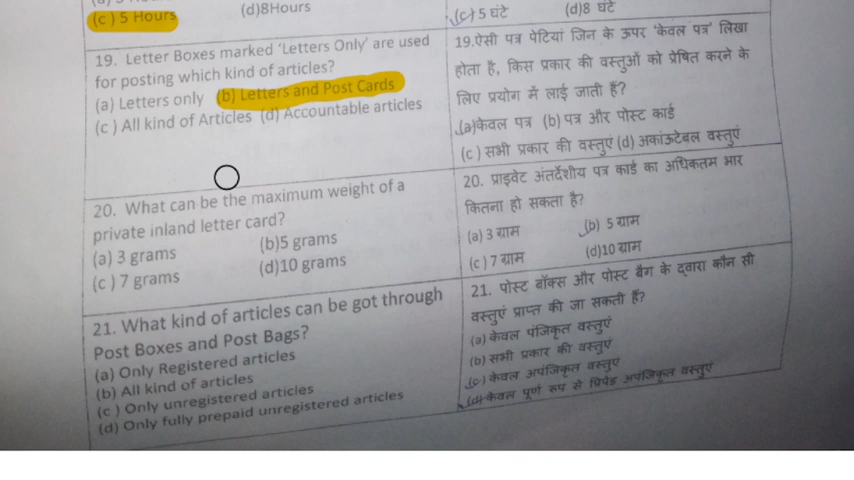 (c ) 5 Hours (d)8Hours
19. Letter Boxes marked 'Letters Only' are used
for posting which kind of articles?
(a) Letters only (b) Letters and Post Cards
(c ) All kind of Articles (d) Accountable articles
20. What can be the maximum weight of a
private inland letter card?
(a) 3 grams (b)5 grams
(c ) 7 grams (d)10 grams
21. What kind of articles can be got through
Post Boxes and Post Bags?
(a) Only Registered articles
(b) All kind of articles
(c ) Only unregistered articles
(d) Only fully prepaid unregistered articles
(c) 5 घंटे (d)8 घंटे
19.ऐसी पत्र पेटियां जिन के ऊपर 'केवल पत्र' लिखा
होता है, किस प्रकार की वस्तुओं को प्रेषित करने के
लिए प्रयोग में लाई जाती हैं?
(a)केवल पत्र (b) पत्र और पोस्ट कार्ड
(c ) सभी प्रकार की वस्तुएं (d) अकांऊटेबल वस्तुएं
20. प्राइवेट अंतर्देशीय पत्र कार्ड का अधिकतम भार
कितना हो सकता है?
(a) 3 ग्राम (b) 5 ग्राम
(c ) 7 ग्राम (d)10 ग्राम
21. पोस्ट बॉक्स और पोस्ट बैग के द्वारा कौन सी
वस्तुएं प्राप्त की जा सकती हैं?
(a) केवल पंजिकृत वस्तुएं
(b) सभी प्रकार की वस्तुएं
(c) केवल अपंजिकृत वस्तुएं
(d) केवल पूर्ण रूप से प्रिपेड अपंजिकृत वस्तुएं